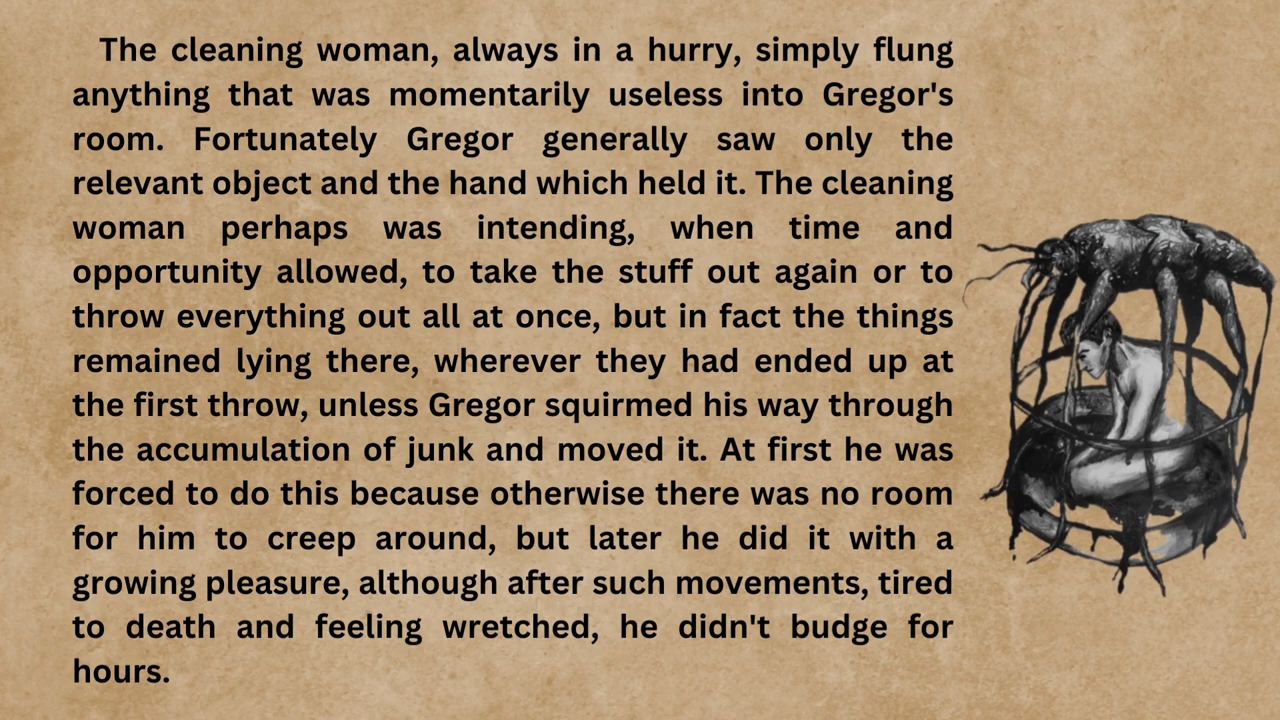 The cleaning woman, always in a hurry, simply flung
anything that was momentarily useless into Gregor's
room. Fortunately Gregor generally saw only the
relevant object and the hand which held it. The cleaning
woman perhaps was intending, when time and
opportunity allowed, to take the stuff out again or to
throw everything out all at once, but in fact the things
remained lying there, wherever they had ended up at
the first throw, unless Gregor squirmed his way through
the accumulation of junk and moved it. At first he was
forced to do this because otherwise there was no room
for him to creep around, but later he did it with a
growing pleasure, although after such movements, tired
to death and feeling wretched, he didn't budge for
hours.